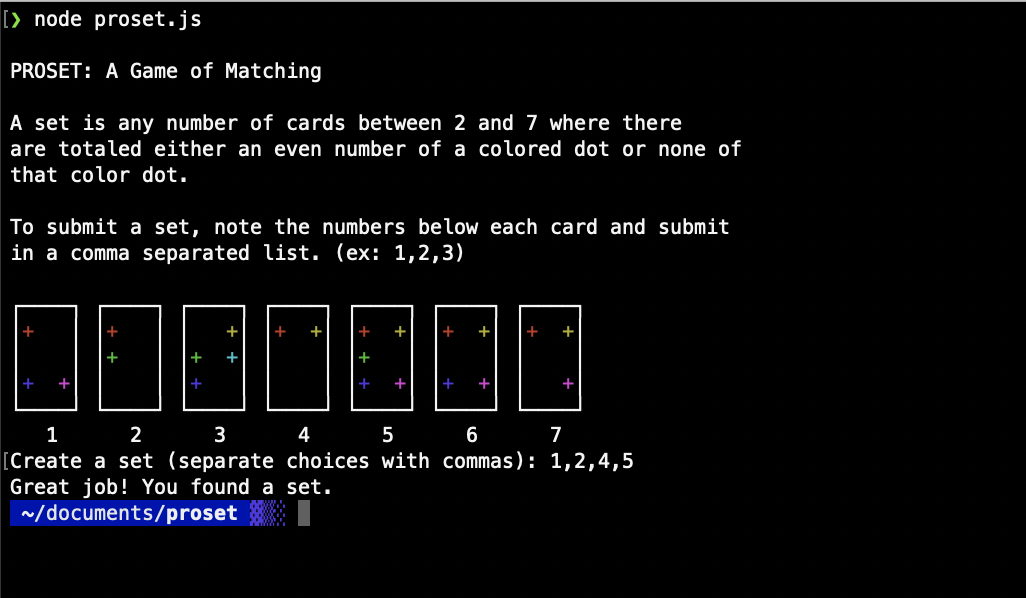 ❯ node proset.js
PROSET: A Game of Matching
A set is any number of cards between 2 and 7 where there
are totaled either an even number of a colored dot or none of
that color dot.
To submit a set, note the numbers below each card and submit
in a comma separated list. (ex: 1,2,3)
+ + + + + + + + + + +
+ + + +
+ + + + + + + +
1 2 3 4 5 6 7
Create a set (separate choices with commas): 1,2,4,5
Great job! You found a set.
~/documents/proset